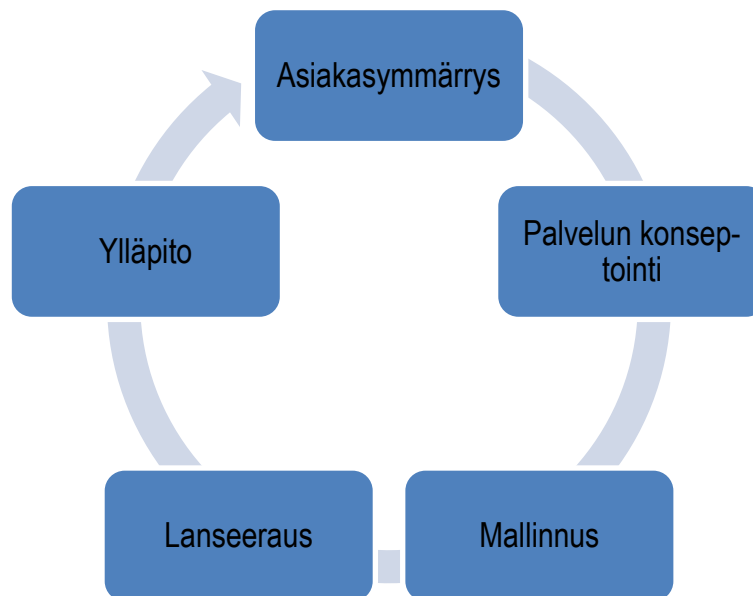 Asiakasymmärrys
Palvelun konsep-
tointi
Mallinnus
Lanseeraus
Ylläpito